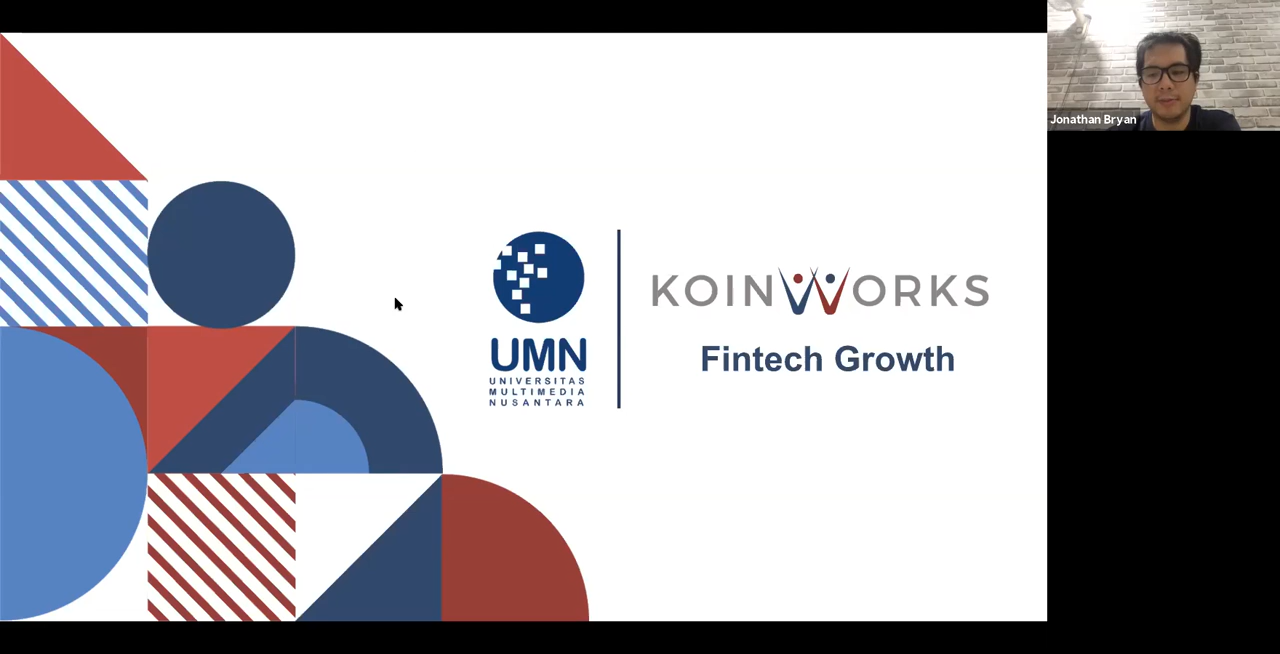 Jonathan Bryan
UMN
UNIVERSITAS
MULTIMEDIA
NUSANTARA
KOINWORKS
Fintech Growth